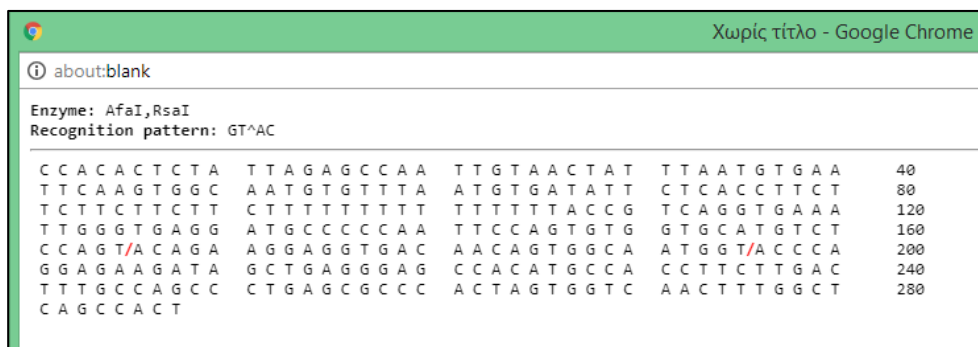 Χωρίς τίτλο - Google Chrome
about:blank
Enzyme: AfaI,RsaI
Recognition pattern: GT^AC
C C A C A C T C T A T T A G A G C C A A T T G T A A C T A T T T A A T G T G A A 40
T T C A A G T G G C A A T G T G T T T A A T G T G A T A T T C T C A C C T T C T 80
T C T T C T T C T T C T T T T T T T T T T T T T T T A C C G T C A G G T G A A A 120
T T G G G T G A G G A T G C C C C C A A T T C C A G T G T G G T G C A T G T C T 160
C C A G T/A C A G A A G G A G G T G A C A A C A G T G G C A A T G G T/A C C C A 200
G G A G A A G A T A G C T G A G G G A G C C A C A T G C C A C C T T C T T G A C 240
T T T G C C A G C C C T G A G C G C C C A C T A G T G G T C A A C T T T G G C T 280
C A G C C A C T